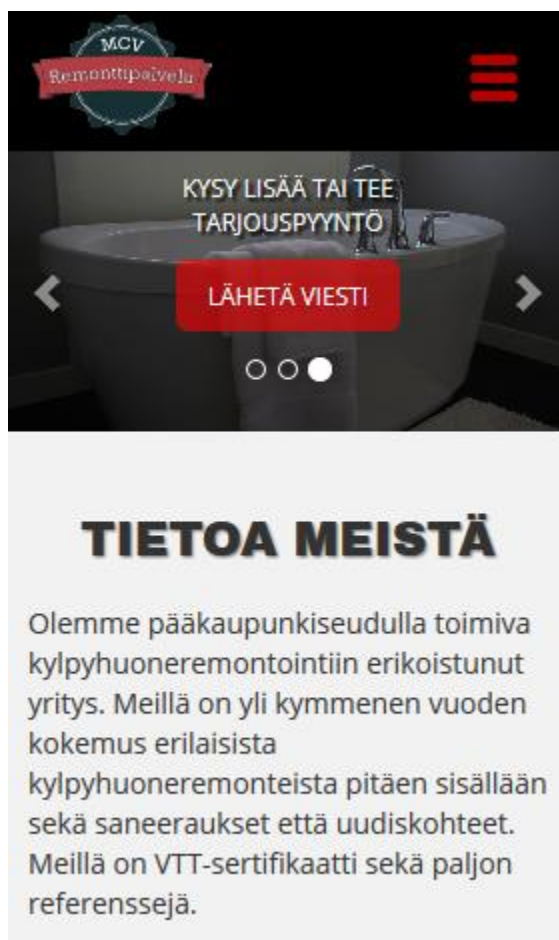 MCV
Remonttipalvelu
KYSY LISÄÄ TAI TEE
TARJOUSPYYNTÖ
LÄHETÄ VIESTI
TIETOA MEISTÄ
Olemme pääkaupunkiseudulla toimiva
kylpyhuoneremontointiin erikoistunut
yritys. Meillä on yli kymmenen vuoden
kokemus erilaisista
kylpyhuoneremonteista pitäen sisällään
sekä saneeraukset että uudiskohteet.
Meillä on VTT-sertifikaatti sekä paljon
referenssejä.